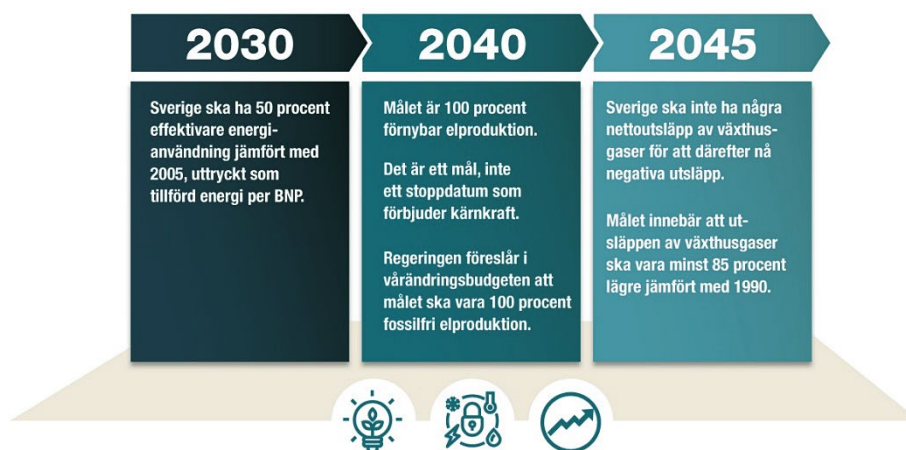 2030
Sverige ska ha 50 procent
effektivare energi-
användning jämfört med
2005, uttryckt som
tillförd energi per BNP.
2040
Målet är 100 procent
förnybar elproduktion.
Det är ett mål, inte
ett stoppdatum som
förbjuder kärnkraft.
Regeringen föreslår i
vårändringsbudgeten att
målet ska vara 100 procent
fossilfri elproduktion.
2045
Sverige ska inte ha några
nettoutsläpp av växthus-
gaser för att därefter nå
negativa utsläpp.
Målet innebär att ut-
släppen av växthusgaser
ska vara minst 85 procent
lägre jämfört med 1990.